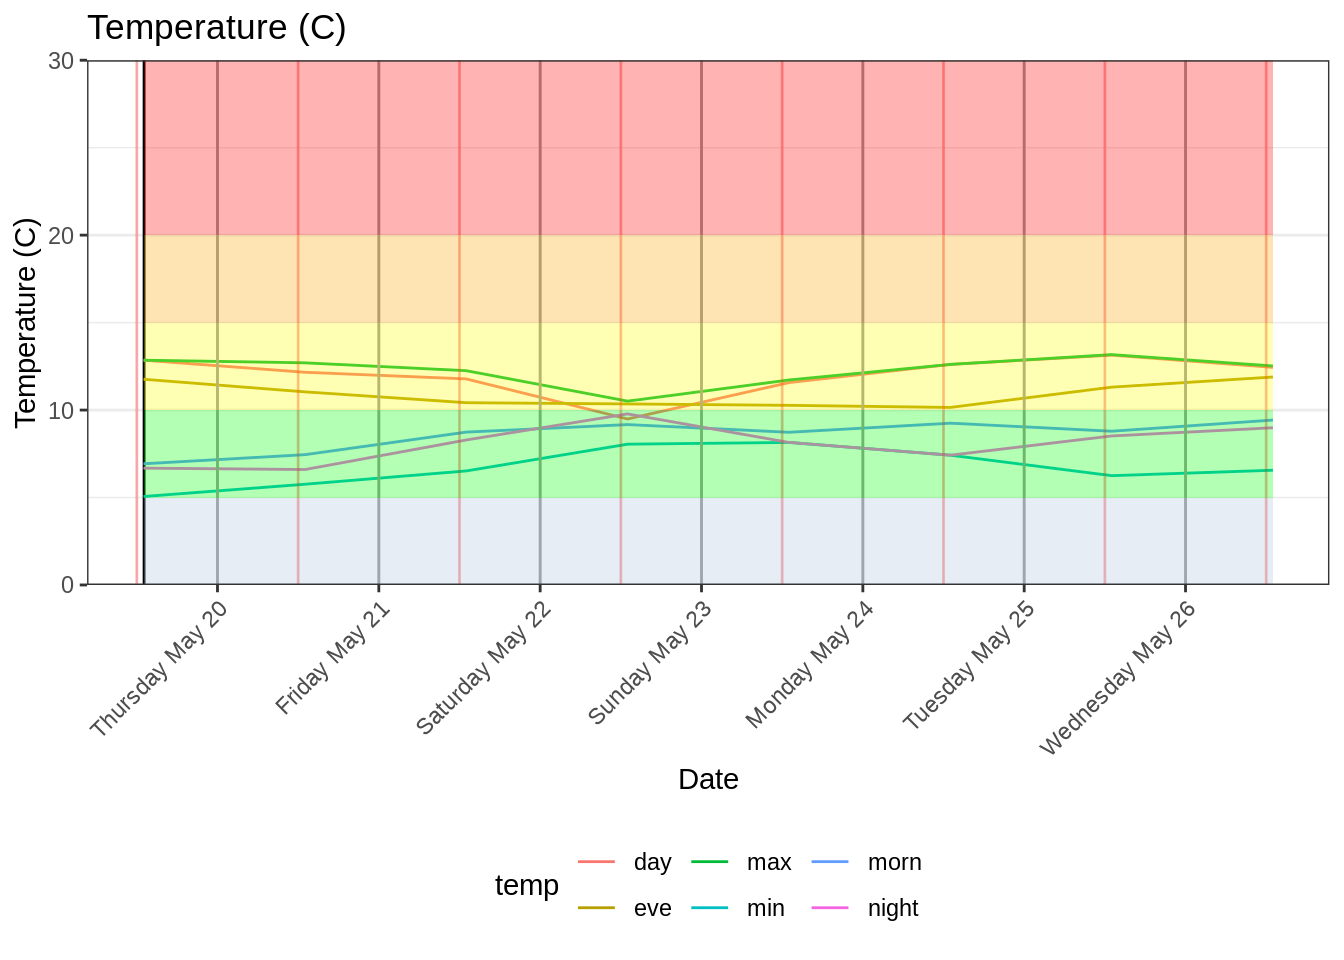 Temperature (C)
Temperature (C)
30
20
10
0
Thursday May 20
Friday May 21
Saturday May 22
Sunday May 23
Monday May 24
Tuesday May 25
Wednesday May 26
Date
temp
day
max
morn
eve
min
night